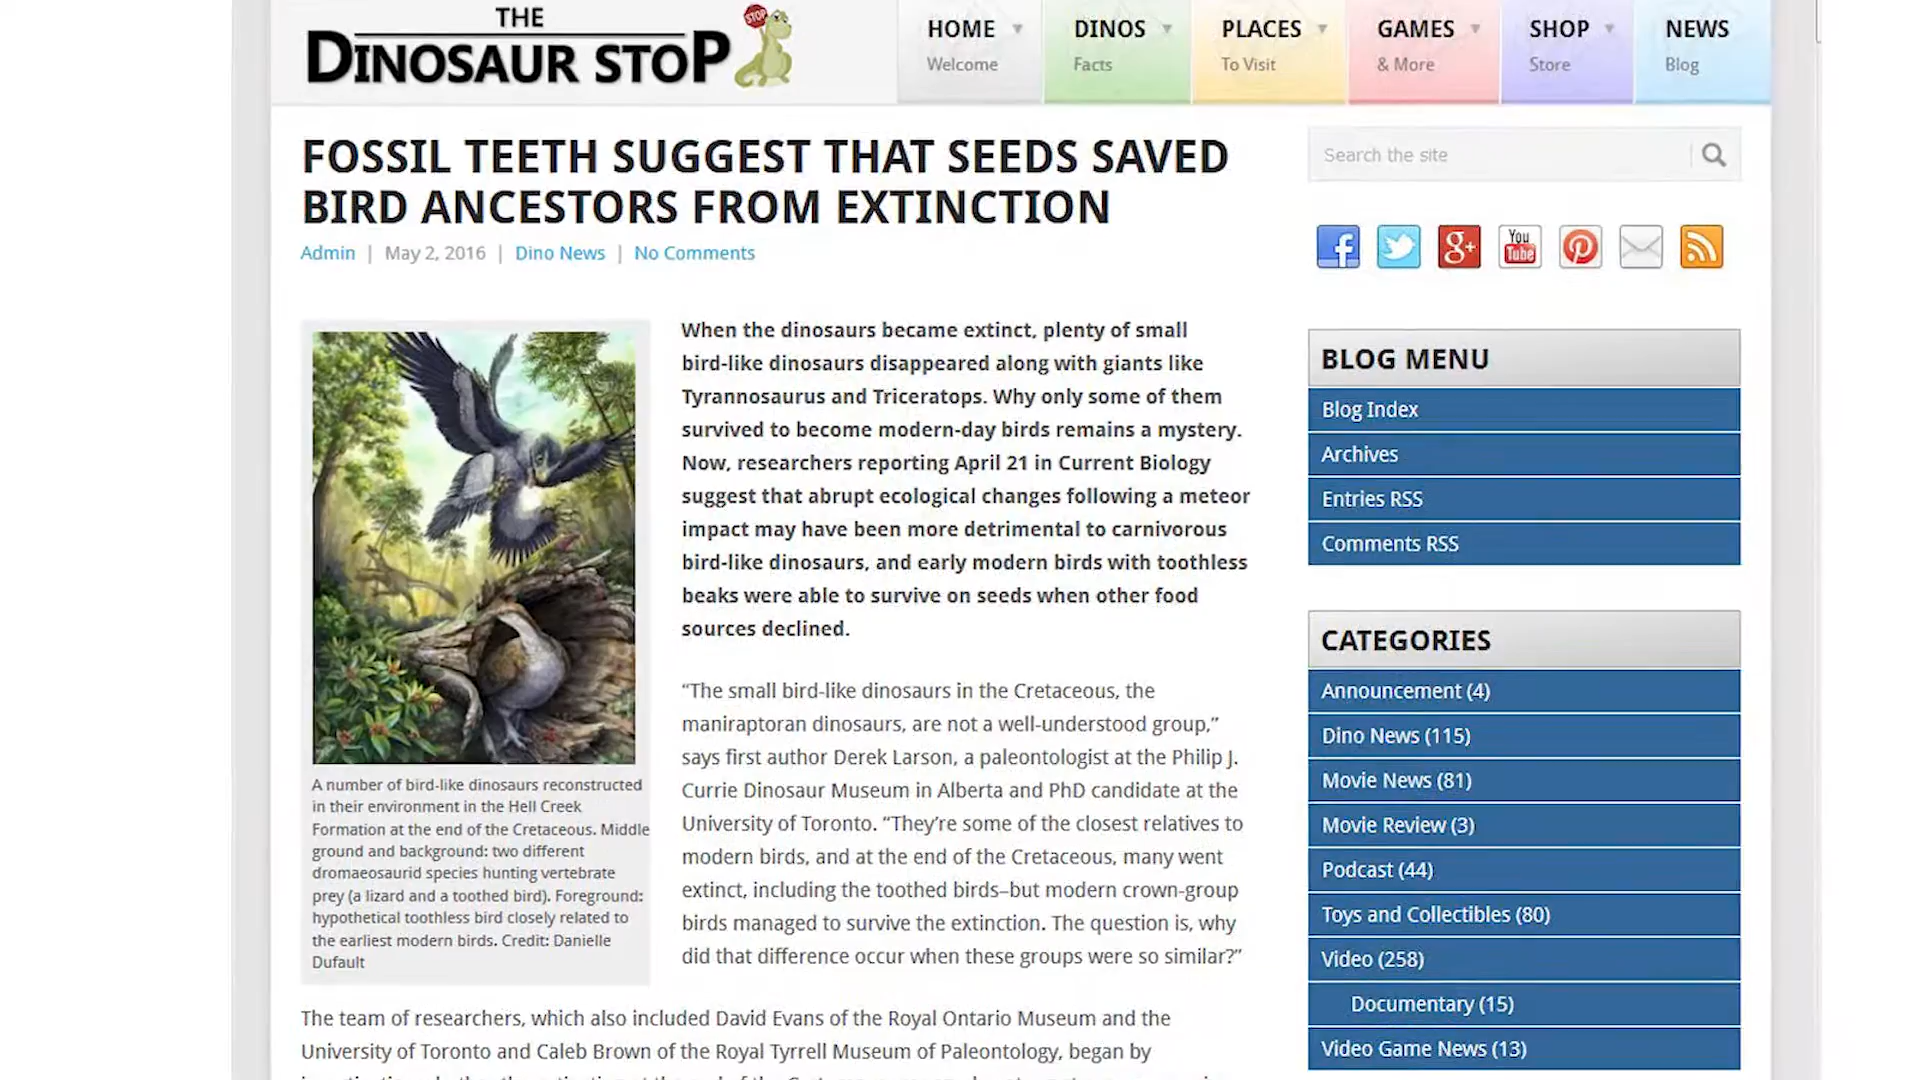 THE
DINOSAUR STOP
STOP
HOME
Welcome
DINOS
Facts
PLACES
To Visit
GAMES
& More
SHOP
Store
NEWS
Blog
FOSSIL TEETH SUGGEST THAT SEEDS SAVED
BIRD ANCESTORS FROM EXTINCTION
Admin | May 2, 2016 | Dino News | No Comments
When the dinosaurs became extinct, plenty of small
bird-like dinosaurs disappeared along with giants like
Tyrannosaurus and Triceratops. Why only some of them
survived to become modern-day birds remains a mystery.
Now, researchers reporting April 21 in Current Biology
suggest that abrupt ecological changes following a meteor
impact may have been more detrimental to carnivorous
bird-like dinosaurs, and early modern birds with toothless
beaks were able to survive on seeds when other food
sources declined.
“The small bird-like dinosaurs in the Cretaceous, the
maniraptoran dinosaurs, are not a well-understood group,”
says first author Derek Larson, a paleontologist at the Philip J.
Currie Dinosaur Museum in Alberta and PhD candidate at the
University of Toronto. “They’re some of the closest relatives to
modern birds, and at the end of the Cretaceous, many went
extinct, including the toothed birds–but modern crown-group
birds managed to survive the extinction. The question is, why
did that difference occur when these groups were so similar?”
A number of bird-like dinosaurs reconstructed
in their environment in the Hell Creek
Formation at the end of the Cretaceous. Middle
ground and background: two different
dromaeosaurid species hunting vertebrate
prey (a lizard and a toothed bird). Foreground:
hypothetical toothless bird closely related to
the earliest modern birds. Credit: Danielle
Dufault
The team of researchers, which also included David Evans of the Royal Ontario Museum and the
University of Toronto and Caleb Brown of the Royal Tyrrell Museum of Paleontology, began by
Search the site
You
Tube
BLOG MENU
Blog Index
Archives
Entries RSS
Comments RSS
CATEGORIES
Announcement (4)
Dino News (115)
Movie News (81)
Movie Review (3)
Podcast (44)
Toys and Collectibles (80)
Video (258)
Documentary (15)
Video Game News (13)